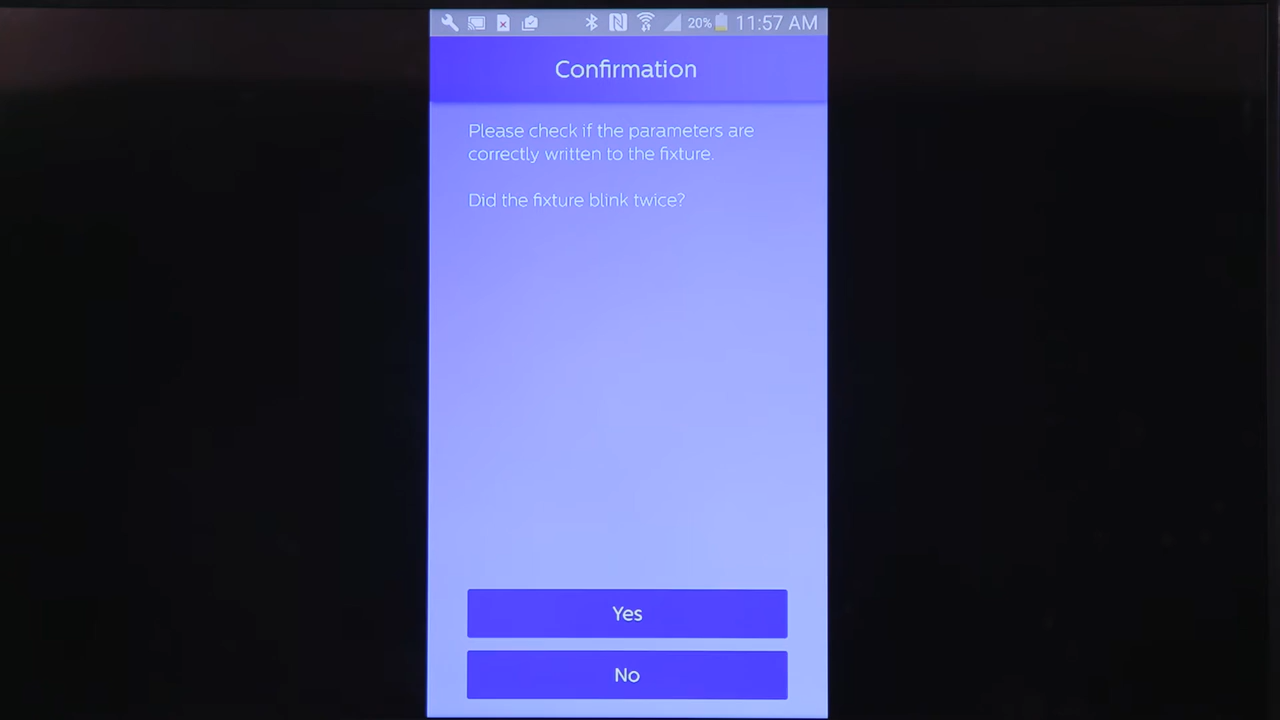 20% 11:57 AM
Confirmation
Please check if the parameters are
correctly written to the fixture.
Did the fixture blink twice?
Yes
No